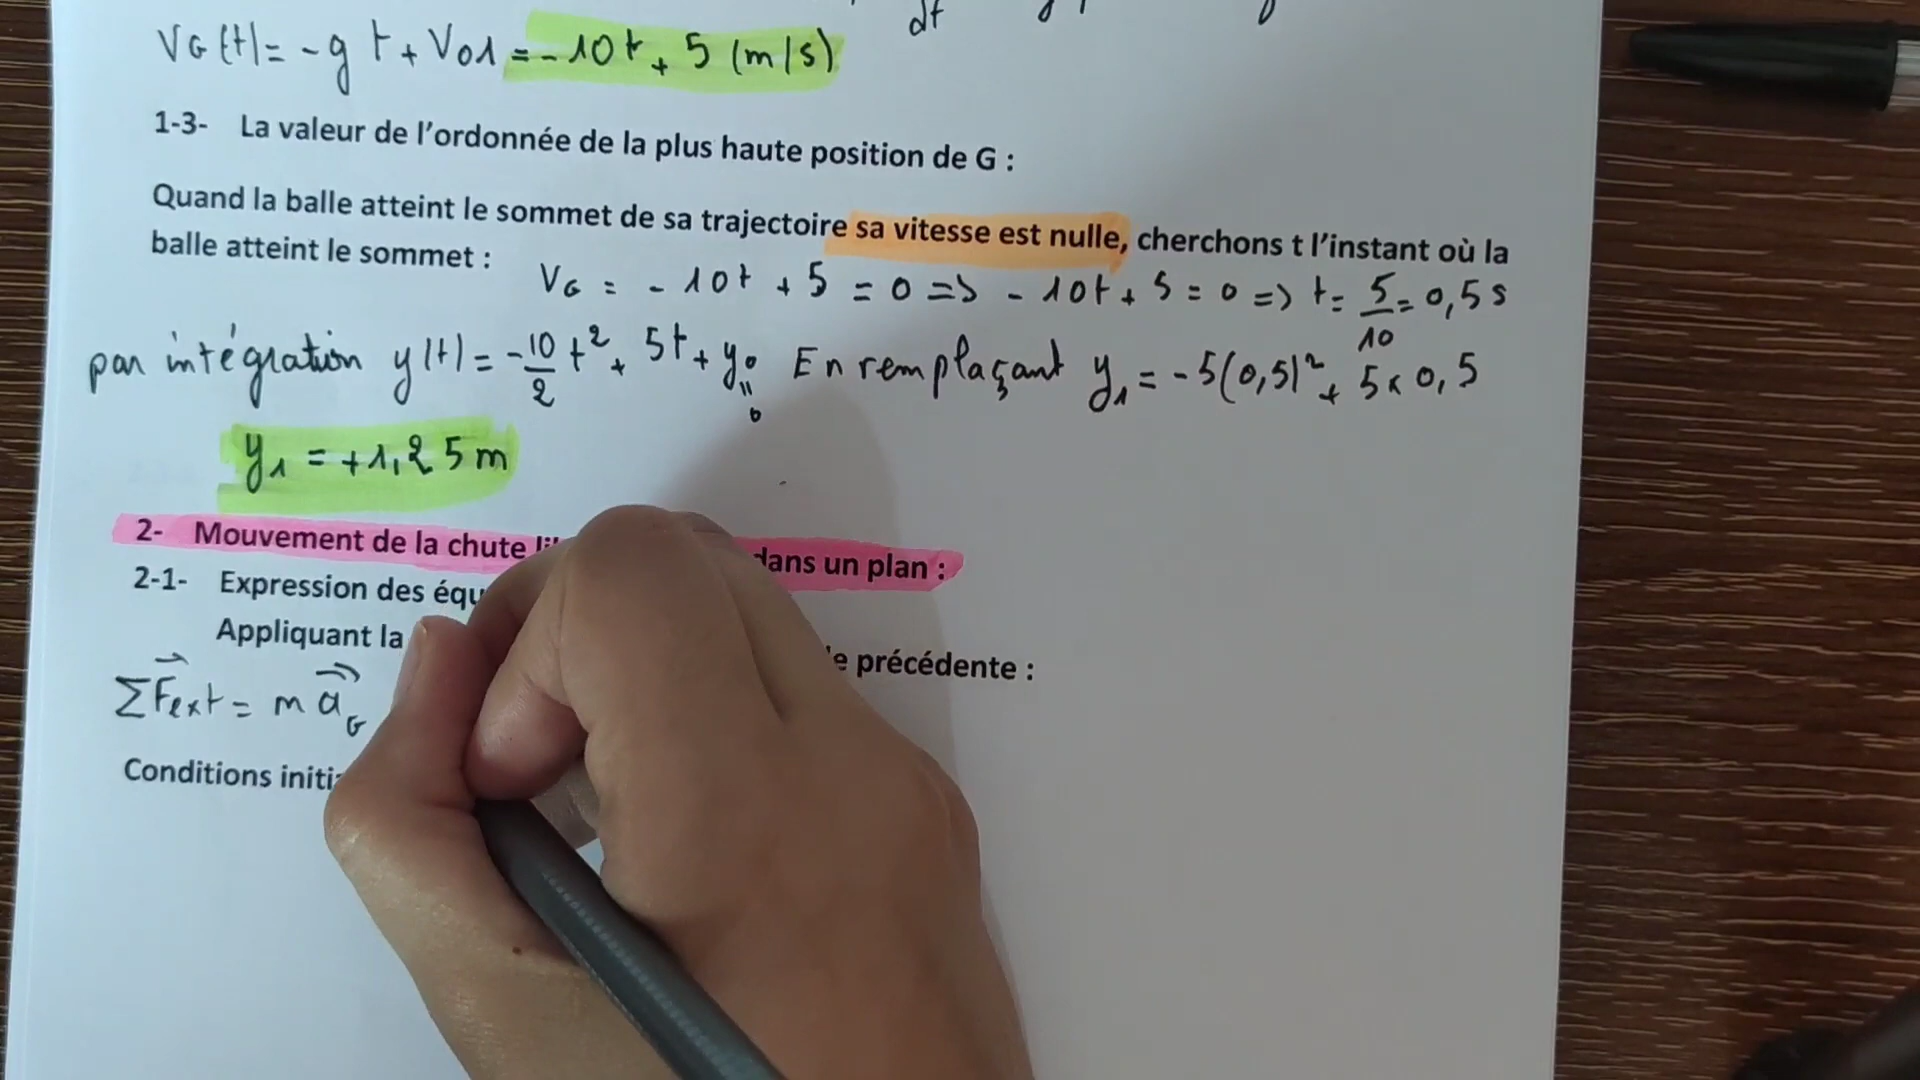 dt
VG(t) = -g t + V01 = -10t + 5 (m/s)
1-3- La valeur de l'ordonnée de la plus haute position de G :
Quand la balle atteint le sommet de sa trajectoire sa vitesse est nulle, cherchons t l'instant où la
balle atteint le sommet :
VG = -10t + 5 = 0 => -10t + 5 = 0 => t = 5/10 = 0,5 s
par intégration y(t) = -10/2 t² + 5t + y0 = 0 En remplaçant y1 = -5(0,5)² + 5 x 0,5
y1 = +1,25 m
2- Mouvement de la chute dans un plan :
2-1- Expression des
Appliquant la précédente :
ΣFext = m aG
Conditions